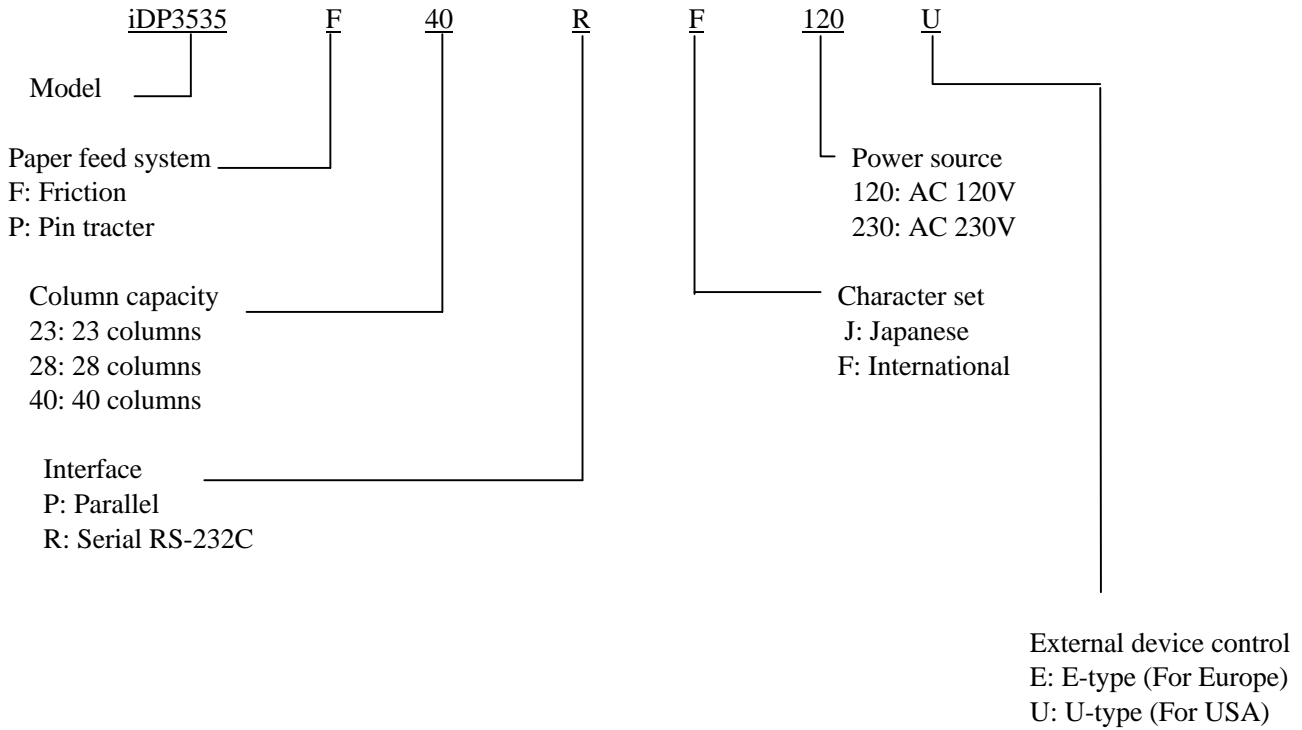 iDP3535 F 40 R F 120 U
Model
Paper feed system
F: Friction
P: Pin tracter
Power source
120: AC 120V
230: AC 230V
Column capacity
23: 23 columns
28: 28 columns
40: 40 columns
Character set
J: Japanese
F: International
Interface
P: Parallel
R: Serial RS-232C
External device control
E: E-type (For Europe)
U: U-type (For USA)